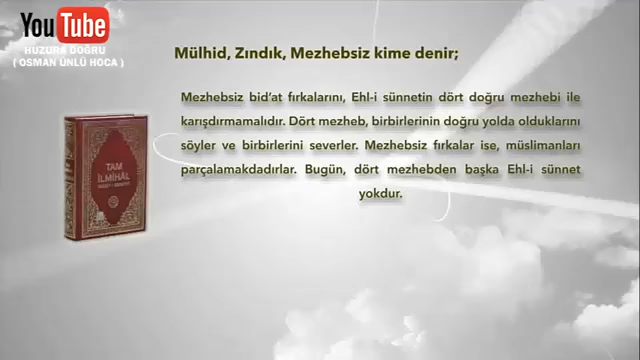 YouTube
HUZURA DOĞRU
( OSMAN ÜNLÜ HOCA )
Mülhid, Zındık, Mezhebsiz kime denir;
Mezhebsiz bid'at fırkalarını, Ehl-i sünnetin dört doğru mezhebi ile
karışdırmamalıdır. Dört mezheb, birbirlerinin doğru yolda olduklarını
söyler ve birbirlerini severler. Mezhebsiz fırkalar ise, müslimanları
parçalamakdadırlar. Bugün, dört mezhebden başka Ehl-i sünnet
yokdur.
TAM
İLMİHÂL